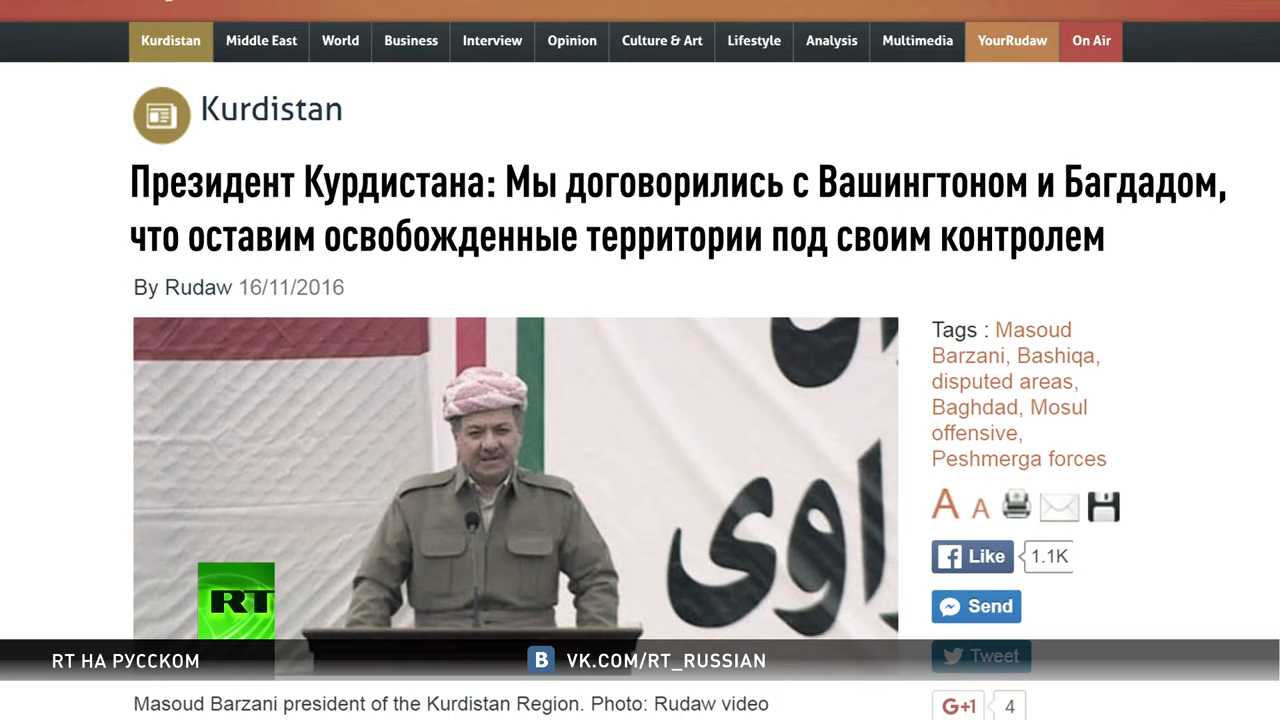 Kurdistan Middle East World Business Interview Opinion Culture & Art Lifestyle Analysis Multimedia YourRudaw On Air
Kurdistan
Президент Курдистана: Мы договорились с Вашингтоном и Багдадом,
что оставим освобожденные территории под своим контролем
By Rudaw 16/11/2016
Tags : Masoud
Barzani, Bashiqa,
disputed areas,
Baghdad, Mosul
offensive,
Peshmerga forces
A A
Like 1.1K
Send
Tweet
G+1 4
RT
RT НА РУССКОМ
B VK.COM/RT_RUSSIAN
Masoud Barzani president of the Kurdistan Region. Photo: Rudaw video